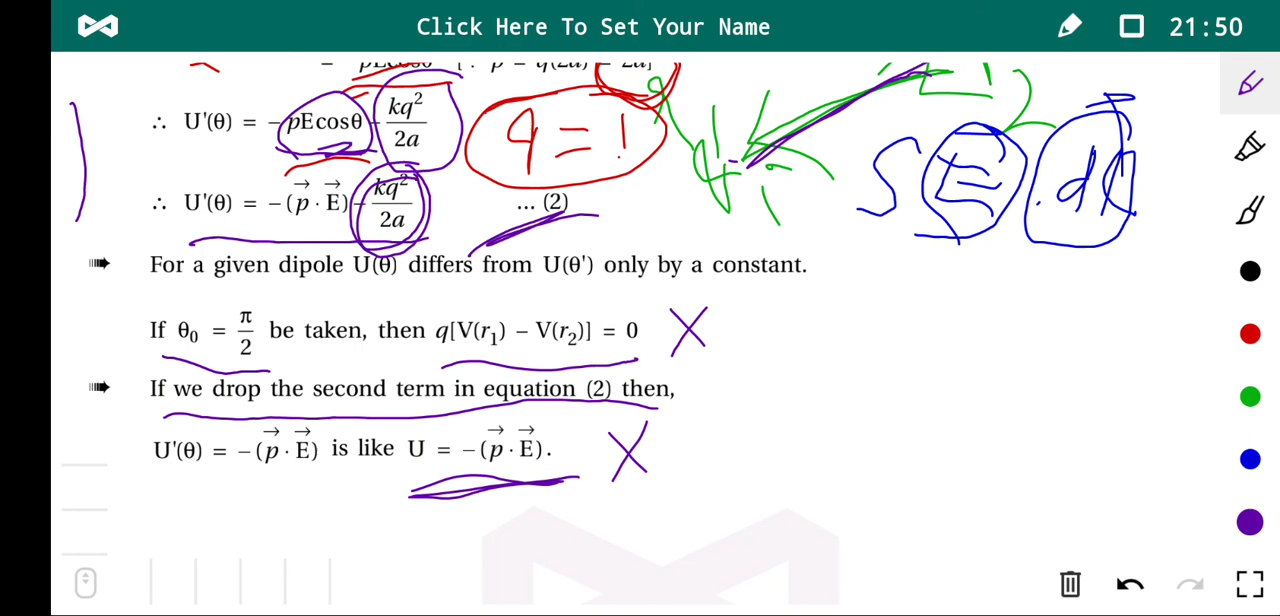 Click Here To Set Your Name
21:50
∴ U'(θ) = − pEcosθ − kq²/2a
q = 1
∴ U'(θ) = −(p⃗ · E⃗) − kq²/2a ... (2)
S E . dA
➠ For a given dipole U(θ) differs from U(θ') only by a constant.
If θ₀ = π/2 be taken, then q[V(r₁) − V(r₂)] = 0
➠ If we drop the second term in equation (2) then,
U'(θ) = −(p⃗ · E⃗) is like U = −(p⃗ · E⃗).